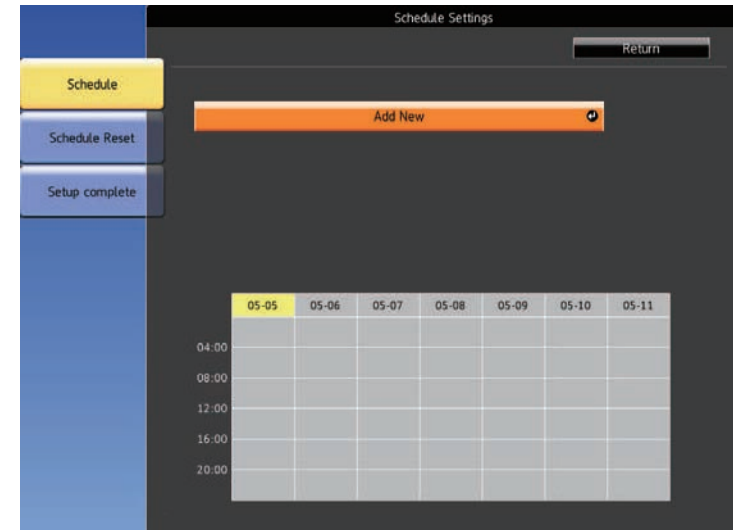 Schedule Settings
Return
Schedule
Add New
Schedule Reset
Setup complete
05-05 05-06 05-07 05-08 05-09 05-10 05-11
04:00
08:00
12:00
16:00
20:00